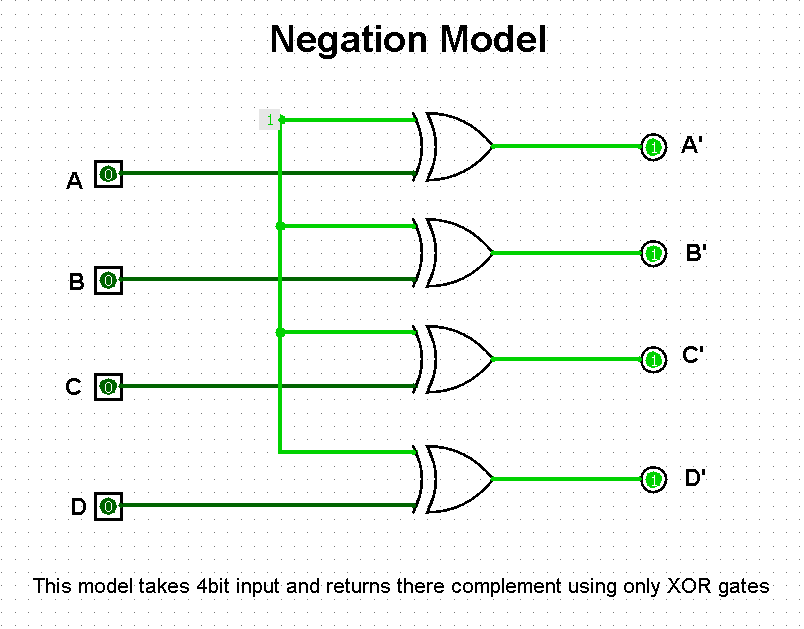 Negation Model
1
A 0 1 A'
B 0 1 B'
C 0 1 C'
D 0 1 D'
This model takes 4bit input and returns there complement using only XOR gates